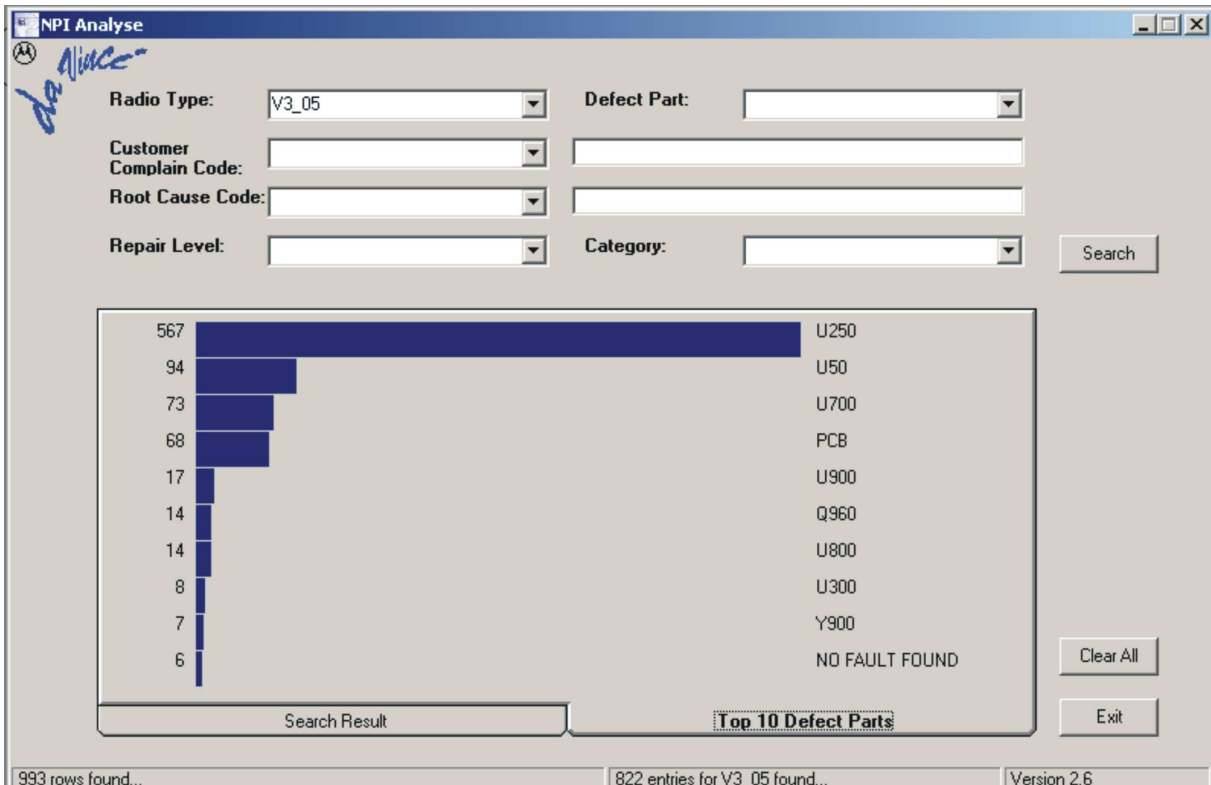 NPI Analyse
da Vinci
Radio Type: V3_05 Defect Part:
Customer
Complain Code:
Root Cause Code:
Repair Level: Category: Search
567 U250
94 U50
73 U700
68 PCB
17 U900
14 Q960
14 U800
8 U300
7 Y900
6 NO FAULT FOUND
Clear All
Search Result Top 10 Defect Parts Exit
993 rows found... 822 entries for V3_05 found... Version 2.6